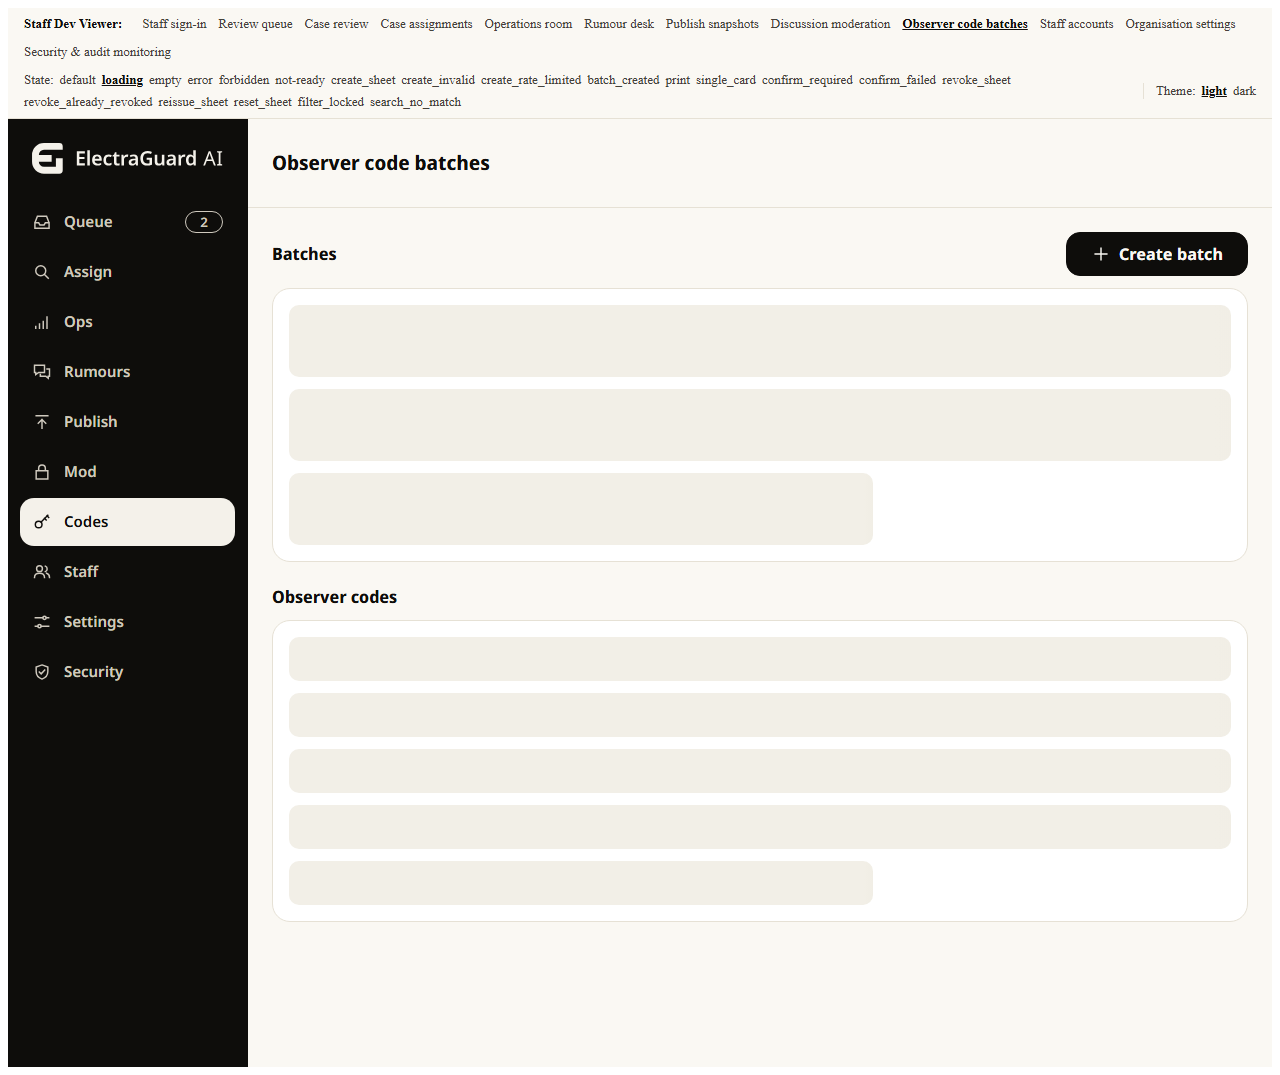 Staff Dev Viewer: Staff sign-in Review queue Case review Case assignments Operations room Rumour desk Publish snapshots Discussion moderation Observer code batches Staff accounts Organisation settings
Security & audit monitoring
State: default loading empty error forbidden not-ready create_sheet create_invalid create_rate_limited batch_created print single_card confirm_required confirm_failed revoke_sheet
revoke_already_revoked reissue_sheet reset_sheet filter_locked search_no_match
Theme: light dark
ElectraGuard AI
Queue 2
Assign
Ops
Rumours
Publish
Mod
Codes
Staff
Settings
Security
Observer code batches
Batches
Create batch
Observer codes